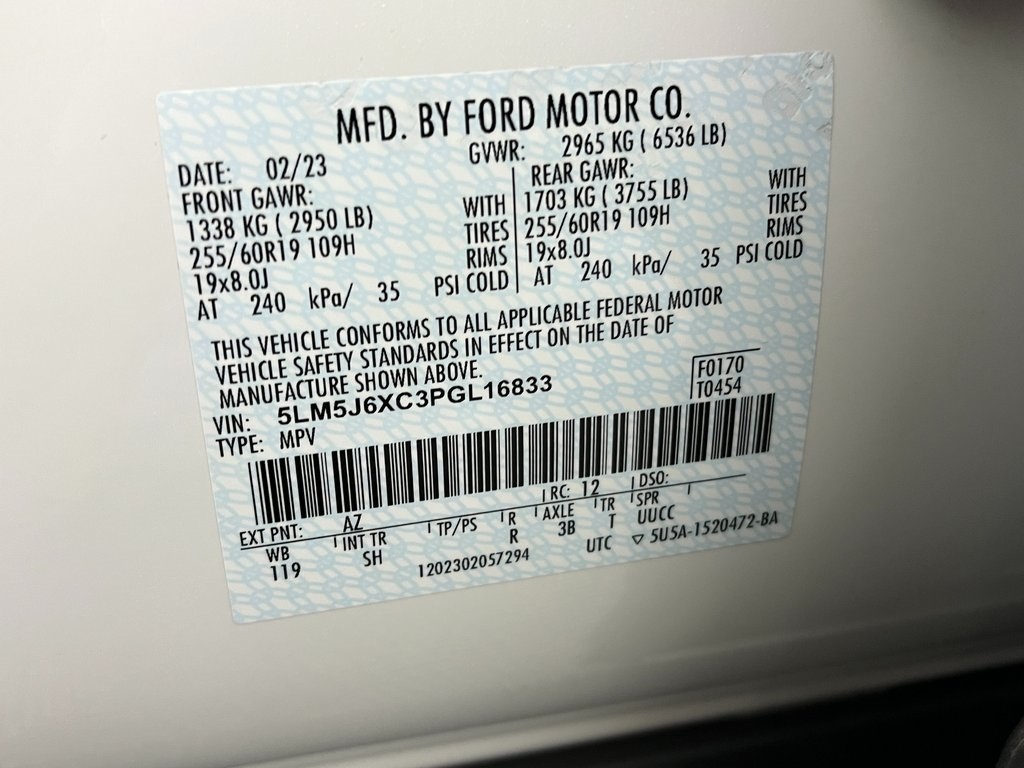 MFD. BY FORD MOTOR CO.
DATE: 02/23 GVWR: 2965 KG ( 6536 LB)
FRONT GAWR:
1338 KG ( 2950 LB) WITH
255/60R19 109H TIRES
19x8.0J RIMS
AT 240 kPa/ 35 PSI COLD
REAR GAWR: WITH
1703 KG ( 3755 LB) TIRES
255/60R19 109H RIMS
19x8.0J
AT 240 kPa/ 35 PSI COLD
THIS VEHICLE CONFORMS TO ALL APPLICABLE FEDERAL MOTOR
VEHICLE SAFETY STANDARDS IN EFFECT ON THE DATE OF
MANUFACTURE SHOWN ABOVE.
F0170
T0454
VIN: 5LM5J6XC3PGL16833
TYPE: MPV
EXT PNT: AZ RC: 12 DSO:
WB INT TR TP/PS R AXLE TR SPR
119 SH R 3B T UUCC
1202302057294 UTC ▽ 5U5A-1520472-BA